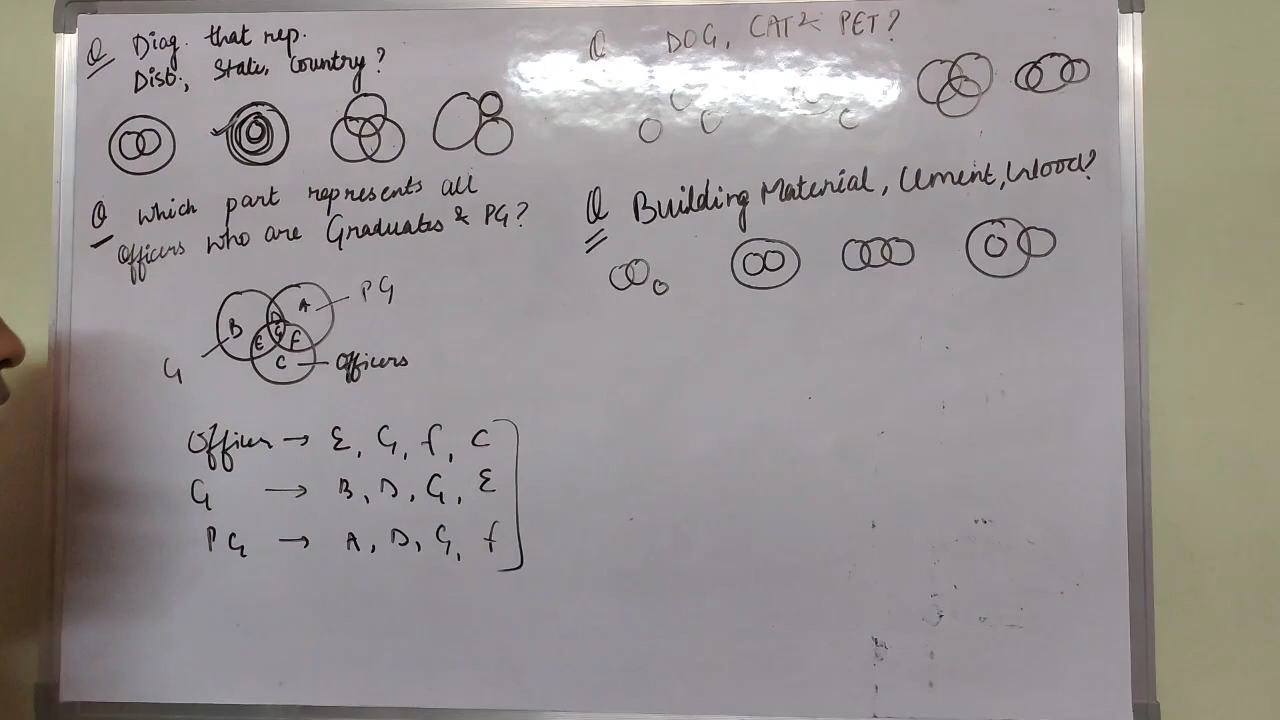 Q Diag. that rep.
Dist., State, Country?
Q Which part represents all
officers who are Graduates & PG?
B
A
PG
D
G
E
F
C
G
Officers
Officer → E, G, f, C
G → B, D, G, E
PG → A, D, G, f
Q DOG, CAT & PET?
Q Building Material, Cement, Wood?